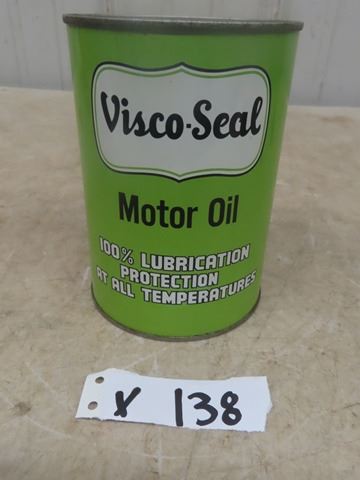 Visco-Seal
Motor Oil
100% LUBRICATION
PROTECTION
AT ALL TEMPERATURES
X 138